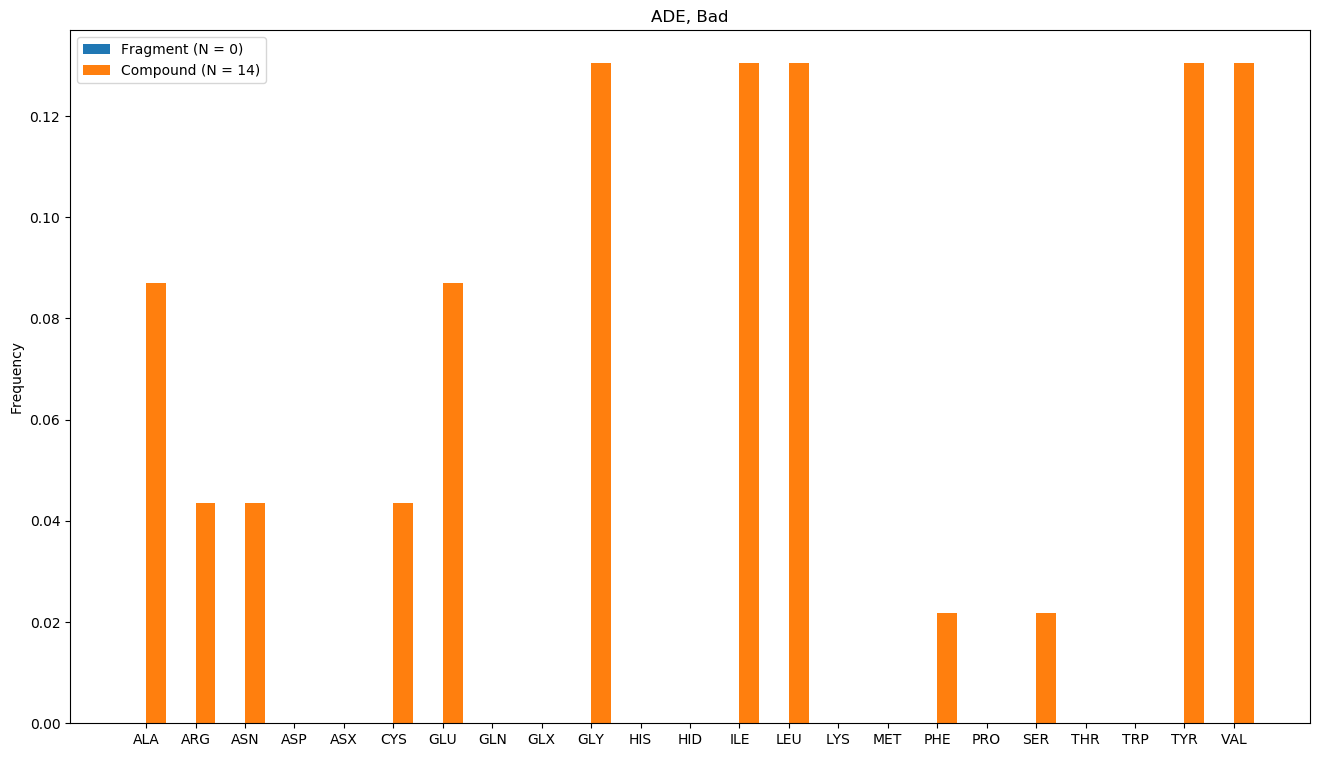 ADE, Bad
Fragment (N = 0)
Compound (N = 14)
0.12
0.10
0.08
0.06
0.04
0.02
0.00
Frequency
ALA ARG ASN ASP ASX CYS GLU GLN GLX GLY HIS HID ILE LEU LYS MET PHE PRO SER THR TRP TYR VAL